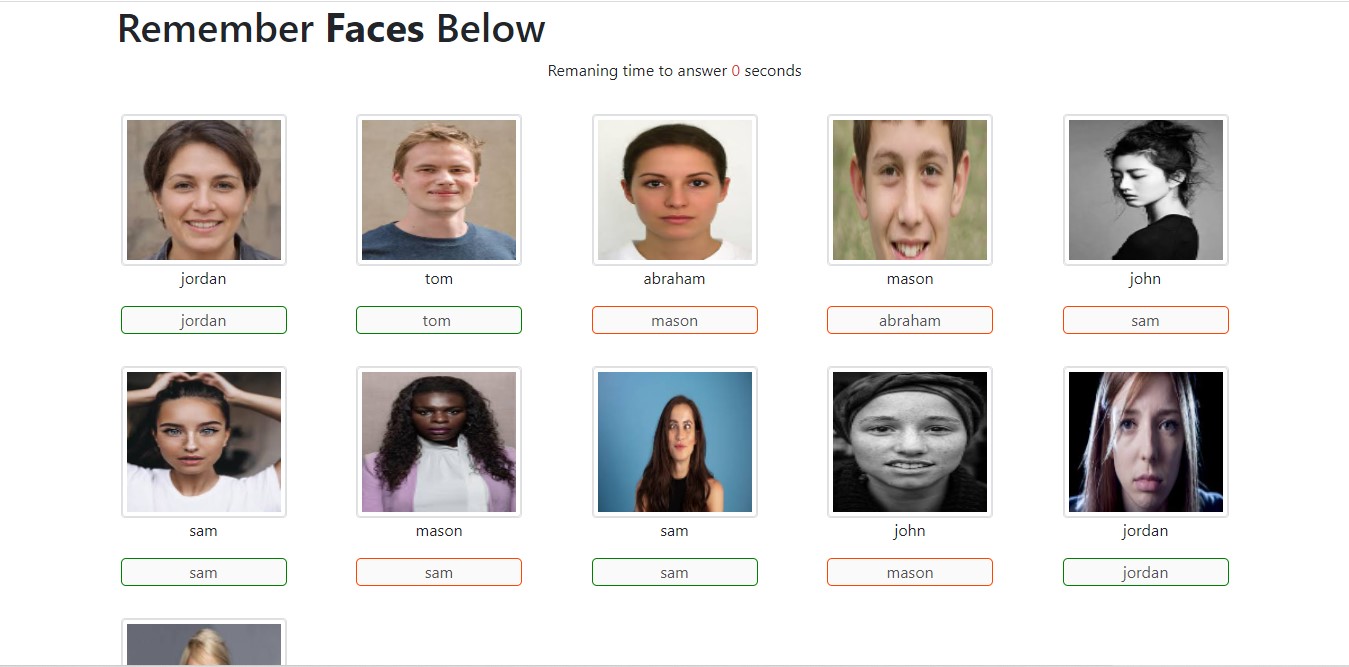 Remember Faces Below
Remaning time to answer 0 seconds
jordan tom abraham mason john
jordan tom mason abraham sam
sam mason sam john jordan
sam sam sam mason jordan